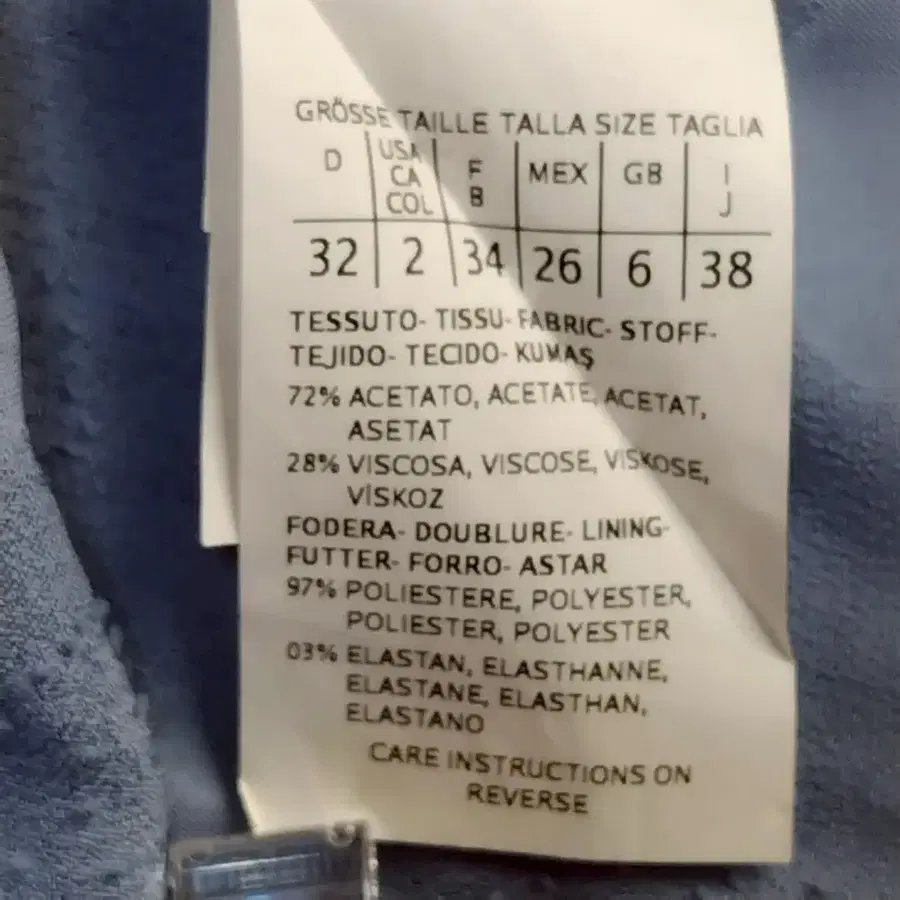 GRÖSSE TAILLE TALLA SIZE TAGLIA
D USA CA COL F B MEX GB I J
32 2 34 26 6 38
TESSUTO- TISSU- FABRIC- STOFF-
TEJIDO- TECIDO- KUMAŞ
72% ACETATO, ACETATE, ACETAT,
ASETAT
28% VISCOSA, VISCOSE, VISKOSE,
VİSKOZ
FODERA- DOUBLURE- LINING-
FUTTER- FORRO- ASTAR
97% POLIESTERE, POLYESTER,
POLIESTER, POLYESTER
03% ELASTAN, ELASTHANNE,
ELASTANE, ELASTHAN,
ELASTANO
CARE INSTRUCTIONS ON
REVERSE